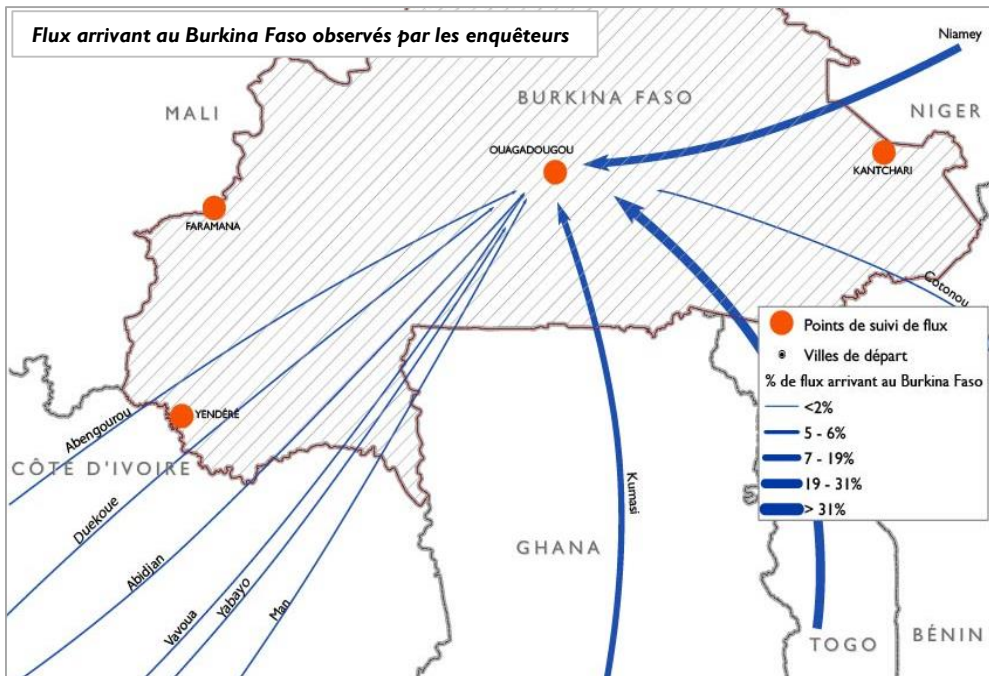 Flux arrivant au Burkina Faso observés par les enquêteurs
Niamey
MALI
BURKINA FASO
NIGER
OUAGADOUGOU
KANTCHARI
FARAMANA
Cotonou
Points de suivi de flux
Villes de départ
% de flux arrivant au Burkina Faso
<2%
5 - 6%
7 - 19%
19 - 31%
> 31%
YENDÉRÉ
Abengourou
CÔTE D'IVOIRE
Duekoue
Kumasi
Abidjan
GHANA
Vavoua
Yabayo
Man
TOGO
BÉNIN